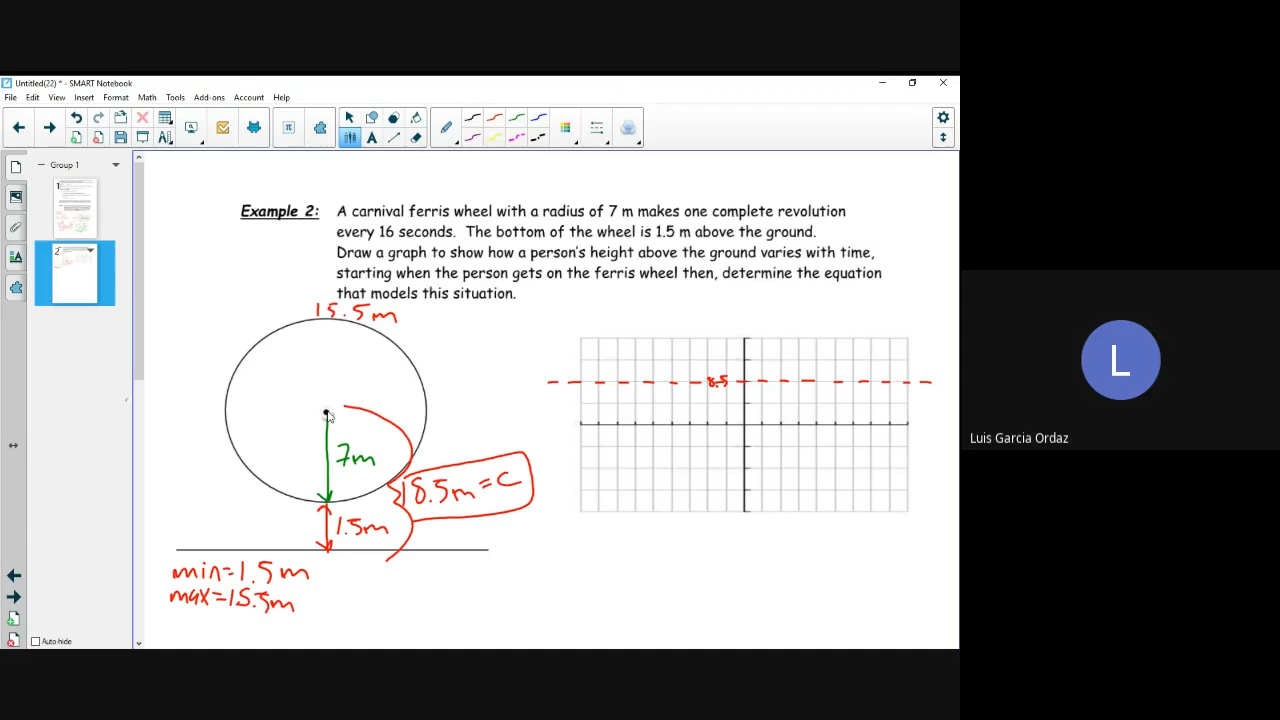 Untitled(22) * - SMART Notebook
File Edit View Insert Format Math Tools Add-ons Account Help
Group 1
1
2
Example 2: A carnival ferris wheel with a radius of 7 m makes one complete revolution
every 16 seconds. The bottom of the wheel is 1.5 m above the ground.
Draw a graph to show how a person's height above the ground varies with time,
starting when the person gets on the ferris wheel then, determine the equation
that models this situation.
15.5m
8.5
7m
8.5m=C
1.5m
min=1.5m
max=15.5m
Auto-hide
L
Luis Garcia Ordaz